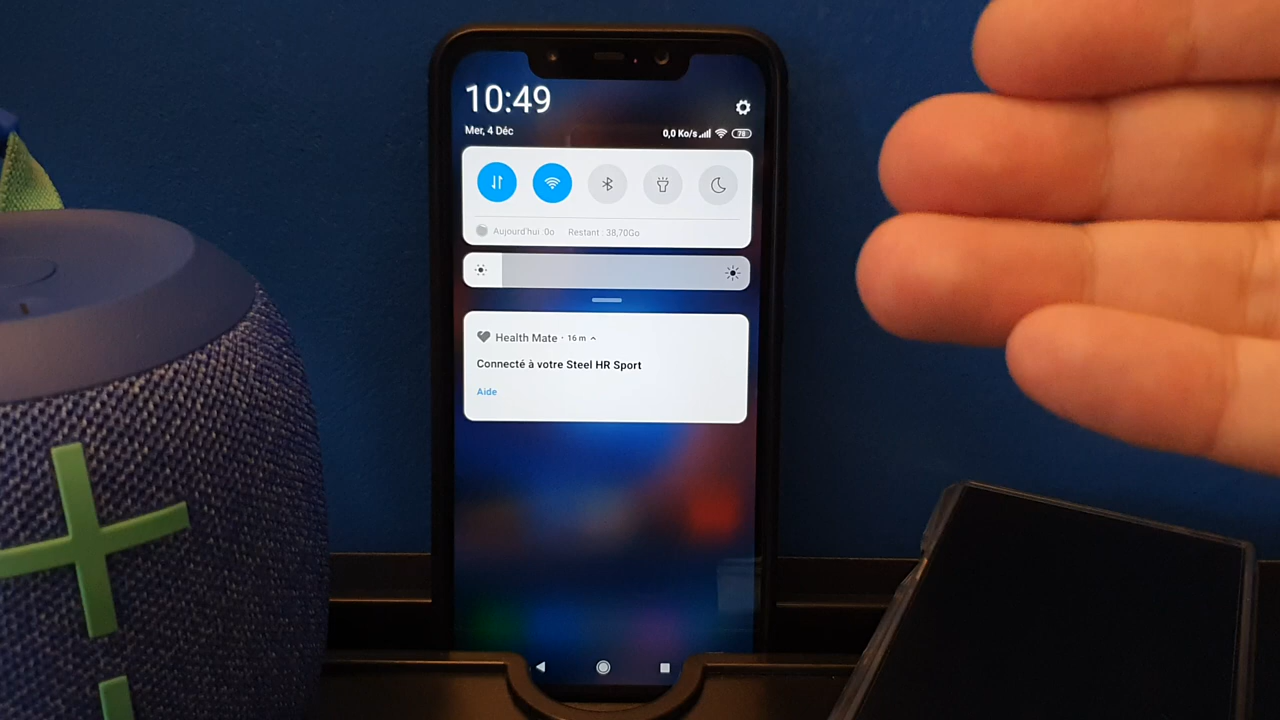 10:49
Mer, 4 Déc
0,0 Ko/s
78
Aujourd'hui :0o Restant : 38,70Go
Health Mate · 16 m
Connecté à votre Steel HR Sport
Aide